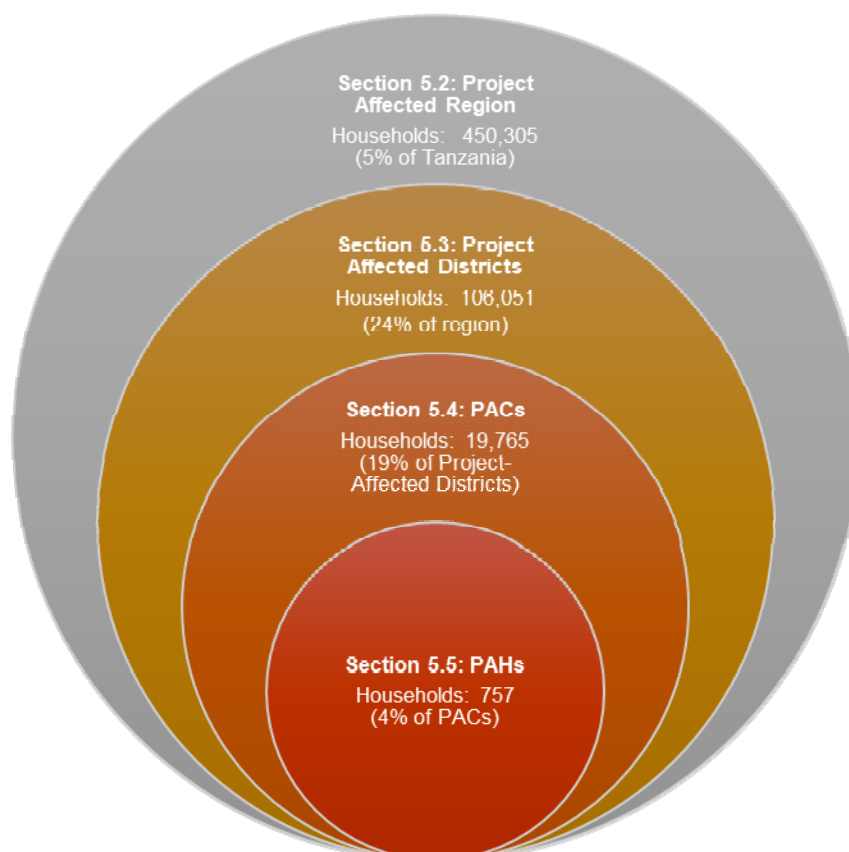 Section 5.2: Project
Affected Region
Households: 450,305
(5% of Tanzania)
Section 5.3: Project
Affected Districts
Households: 106,051
(24% of region)
Section 5.4: PACs
Households: 19,765
(19% of Project-
Affected Districts)
Section 5.5: PAHs
Households: 757
(4% of PACs)